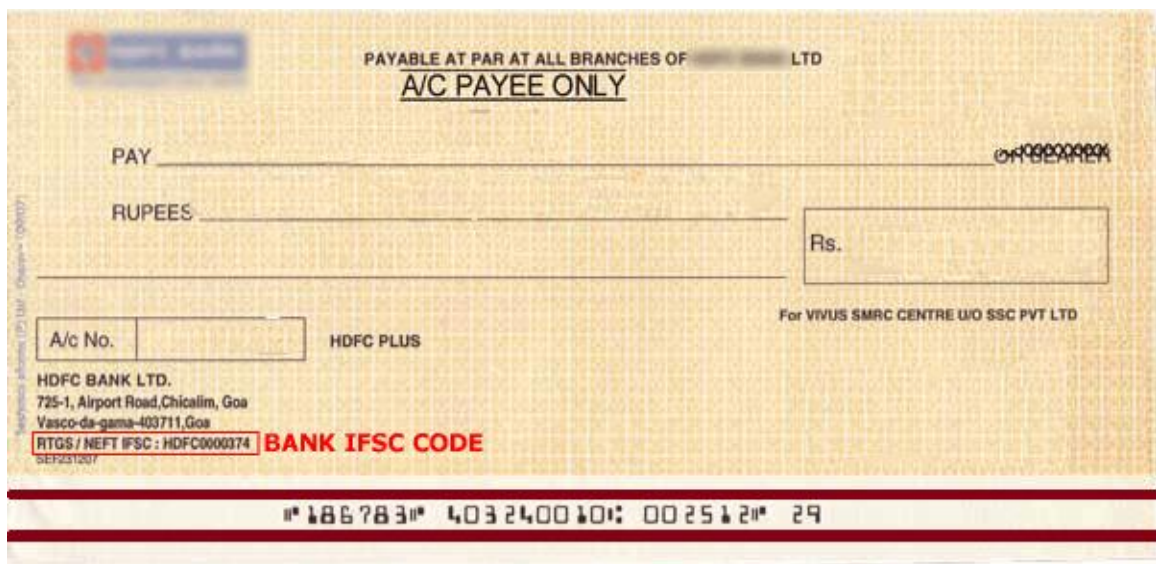 PAYABLE AT PAR AT ALL BRANCHES OF LTD
A/C PAYEE ONLY
PAY OR BEARER
RUPEES
Rs.
For VIVUS SMRC CENTRE U/O SSC PVT LTD
A/c No. HDFC PLUS
HDFC BANK LTD.
725-1, Airport Road,Chicalim, Goa
Vasco-da-gama-403711,Goa
RTGS / NEFT IFSC : HDFC0000374 BANK IFSC CODE
SEF231207
⑈186783⑈ 403240010⑆ 002512⑈ 29